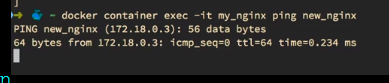 ]
→ ~ docker container exec -it my_nginx ping new_nginx
PING new_nginx (172.18.0.3): 56 data bytes
64 bytes from 172.18.0.3: icmp_seq=0 ttl=64 time=0.234 ms
n